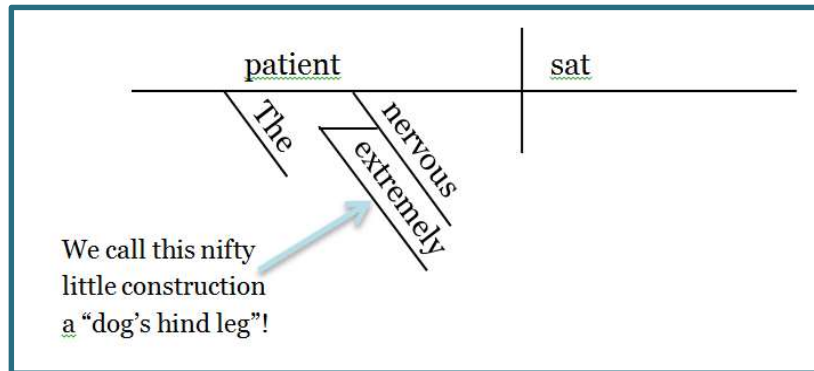 patient sat
The
nervous
extremely
We call this nifty
little construction
a “dog’s hind leg”!